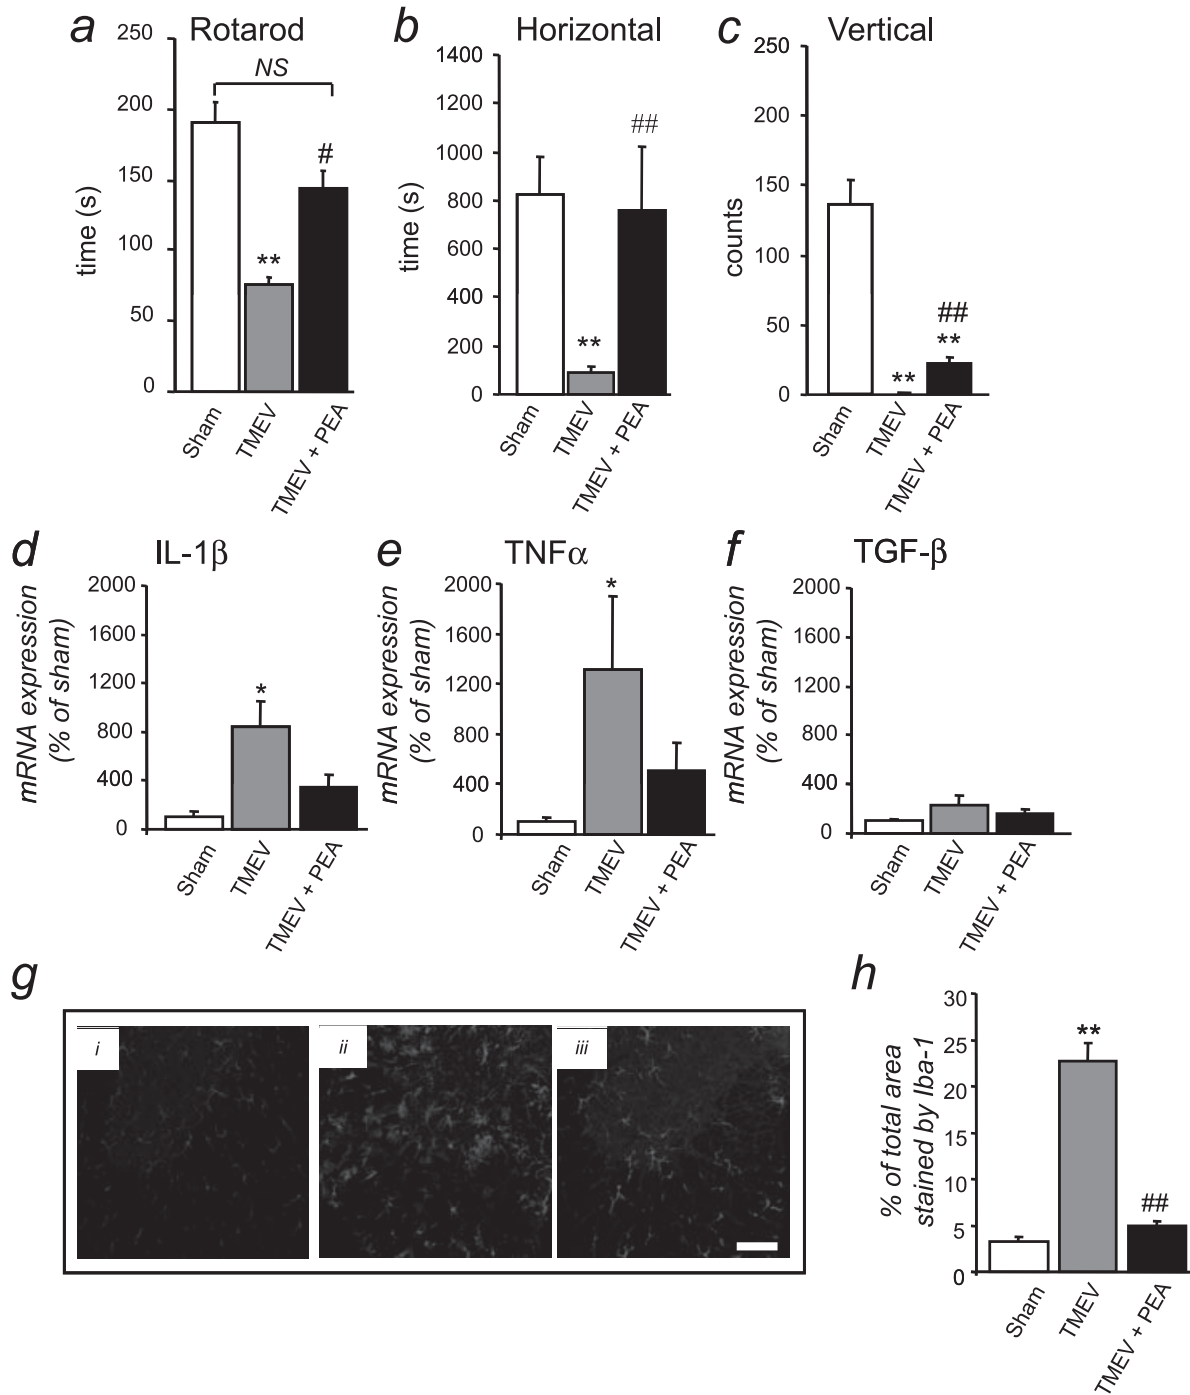 a Rotarod
250
200
150
100
50
0
time (s)
NS
**
#
Sham
TMEV
TMEV + PEA
b Horizontal
1400
1200
1000
800
600
400
200
0
time (s)
**
##
Sham
TMEV
TMEV + PEA
c Vertical
250
200
150
100
50
0
counts
**
##
**
Sham
TMEV
TMEV + PEA
d IL-1β
2000
1600
1200
800
400
0
mRNA expression
(% of sham)
*
Sham
TMEV
TMEV + PEA
e TNFα
2000
1600
1200
800
400
0
mRNA expression
(% of sham)
*
Sham
TMEV
TMEV + PEA
f TGF-β
2000
1600
1200
800
400
0
mRNA expression
(% of sham)
Sham
TMEV
TMEV + PEA
g
i
ii
iii
h
30
25
20
15
10
5
0
% of total area
stained by Iba-1
**
##
Sham
TMEV
TMEV + PEA